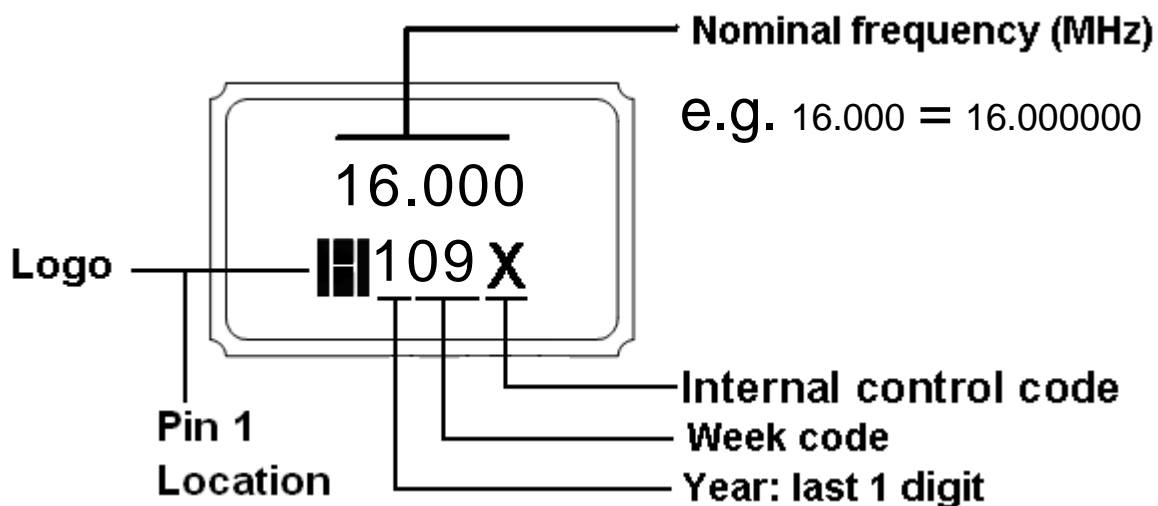 Nominal frequency (MHz)
e.g. 16.000 = 16.000000
16.000
109 X
Logo
Internal control code
Pin 1
Week code
Location
Year: last 1 digit